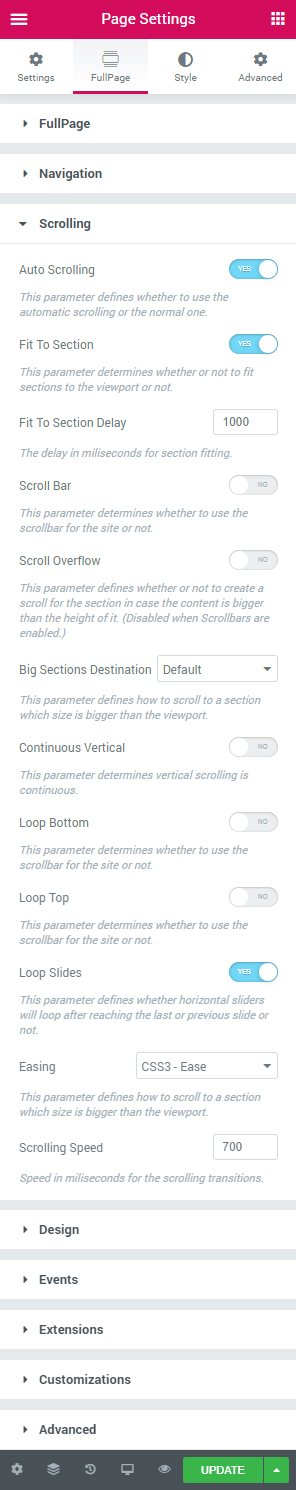 Page Settings
Settings FullPage Style Advanced
FullPage
Navigation
Scrolling
Auto Scrolling YES
This parameter defines whether to use the
automatic scrolling or the normal one.
Fit To Section YES
This parameter determines whether or not to fit
sections to the viewport or not.
Fit To Section Delay 1000
The delay in miliseconds for section fitting.
Scroll Bar NO
This parameter determines whether to use the
scrollbar for the site or not.
Scroll Overflow NO
This parameter defines whether or not to create a
scroll for the section in case the content is bigger
than the height of it. (Disabled when Scrollbars are
enabled.)
Big Sections Destination Default
This parameter defines how to scroll to a section
which size is bigger than the viewport.
Continuous Vertical NO
This parameter determines vertical scrolling is
continuous.
Loop Bottom NO
This parameter determines whether to use the
scrollbar for the site or not.
Loop Top NO
This parameter determines whether to use the
scrollbar for the site or not.
Loop Slides YES
This parameter defines whether horizontal sliders
will loop after reaching the last or previous slide or
not.
Easing CSS3 - Ease
This parameter defines how to scroll to a section
which size is bigger than the viewport.
Scrolling Speed 700
Speed in miliseconds for the scrolling transitions.
Design
Events
Extensions
Customizations
Advanced
UPDATE